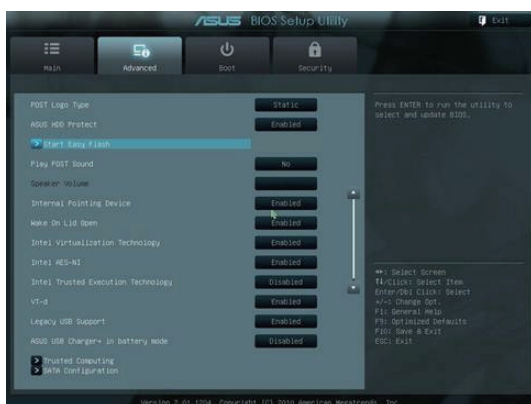 ASUS BIOS Setup Utility
Exit
Main
Advanced
Boot
Security
POST Logo Type
Static
ASUS HDD Protect
Enabled
Start Easy Flash
Play POST Sound
No
Speaker Volume
Internal Pointing Device
Enabled
Wake On Lid Open
Enabled
Intel Virtualization Technology
Enabled
Intel AES-NI
Enabled
Intel Trusted Execution Technology
Disabled
VT-d
Enabled
Legacy USB Support
Enabled
ASUS USB Charger+ in battery mode
Disabled
Trusted Computing
SATA Configuration
Press ENTER to run the utility to
select and update BIOS.
: Select Screen
/Click: Select Item
Enter/Dbl Click: Select
+/-: Change Opt.
F1: General Help
F9: Optimized Defaults
F10: Save & Exit
ESC: Exit
Version 2.01.1204. Copyright (C) 2010 American Megatrends, Inc.